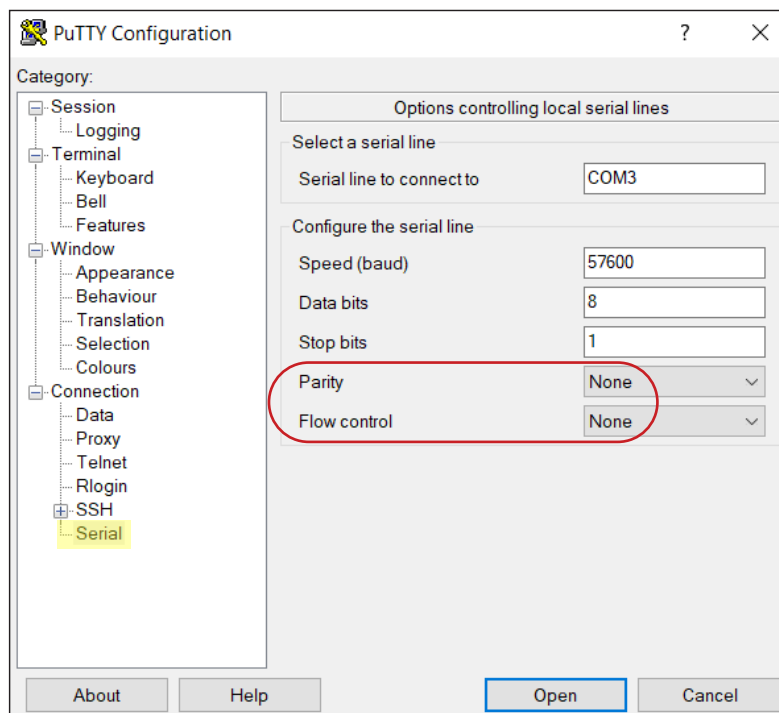 PuTTY Configuration
?
Category:
Session
Logging
Terminal
Keyboard
Bell
Features
Window
Appearance
Behaviour
Translation
Selection
Colours
Connection
Data
Proxy
Telnet
Rlogin
SSH
Serial
Options controlling local serial lines
Select a serial line
Serial line to connect to COM3
Configure the serial line
Speed (baud) 57600
Data bits 8
Stop bits 1
Parity None
Flow control None
About Help Open Cancel